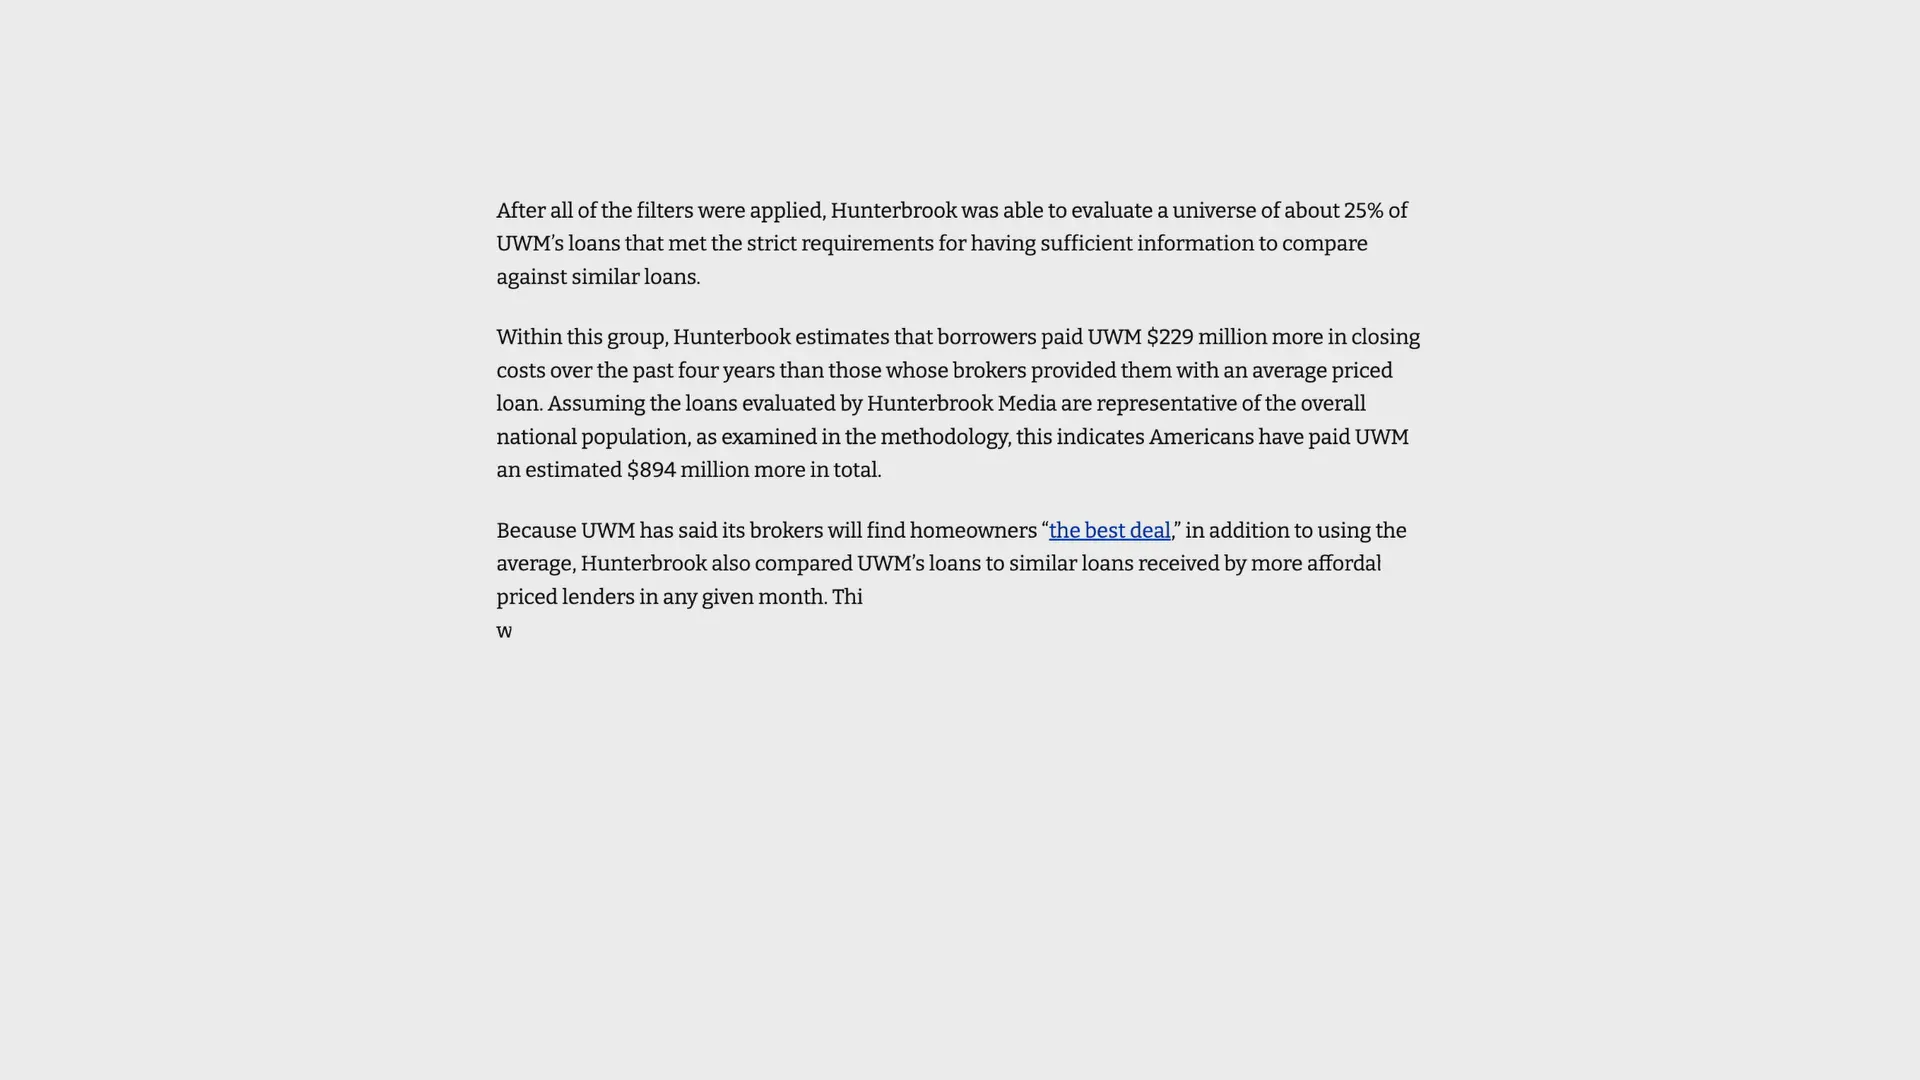 After all of the filters were applied, Hunterbrook was able to evaluate a universe of about 25% of
UWM’s loans that met the strict requirements for having sufficient information to compare
against similar loans.
Within this group, Hunterbook estimates that borrowers paid UWM $229 million more in closing
costs over the past four years than those whose brokers provided them with an average priced
loan. Assuming the loans evaluated by Hunterbrook Media are representative of the overall
national population, as examined in the methodology, this indicates Americans have paid UWM
an estimated $894 million more in total.
Because UWM has said its brokers will find homeowners “the best deal,” in addition to using the
average, Hunterbrook also compared UWM’s loans to similar loans received by more
priced lenders in any given month. Thi
w